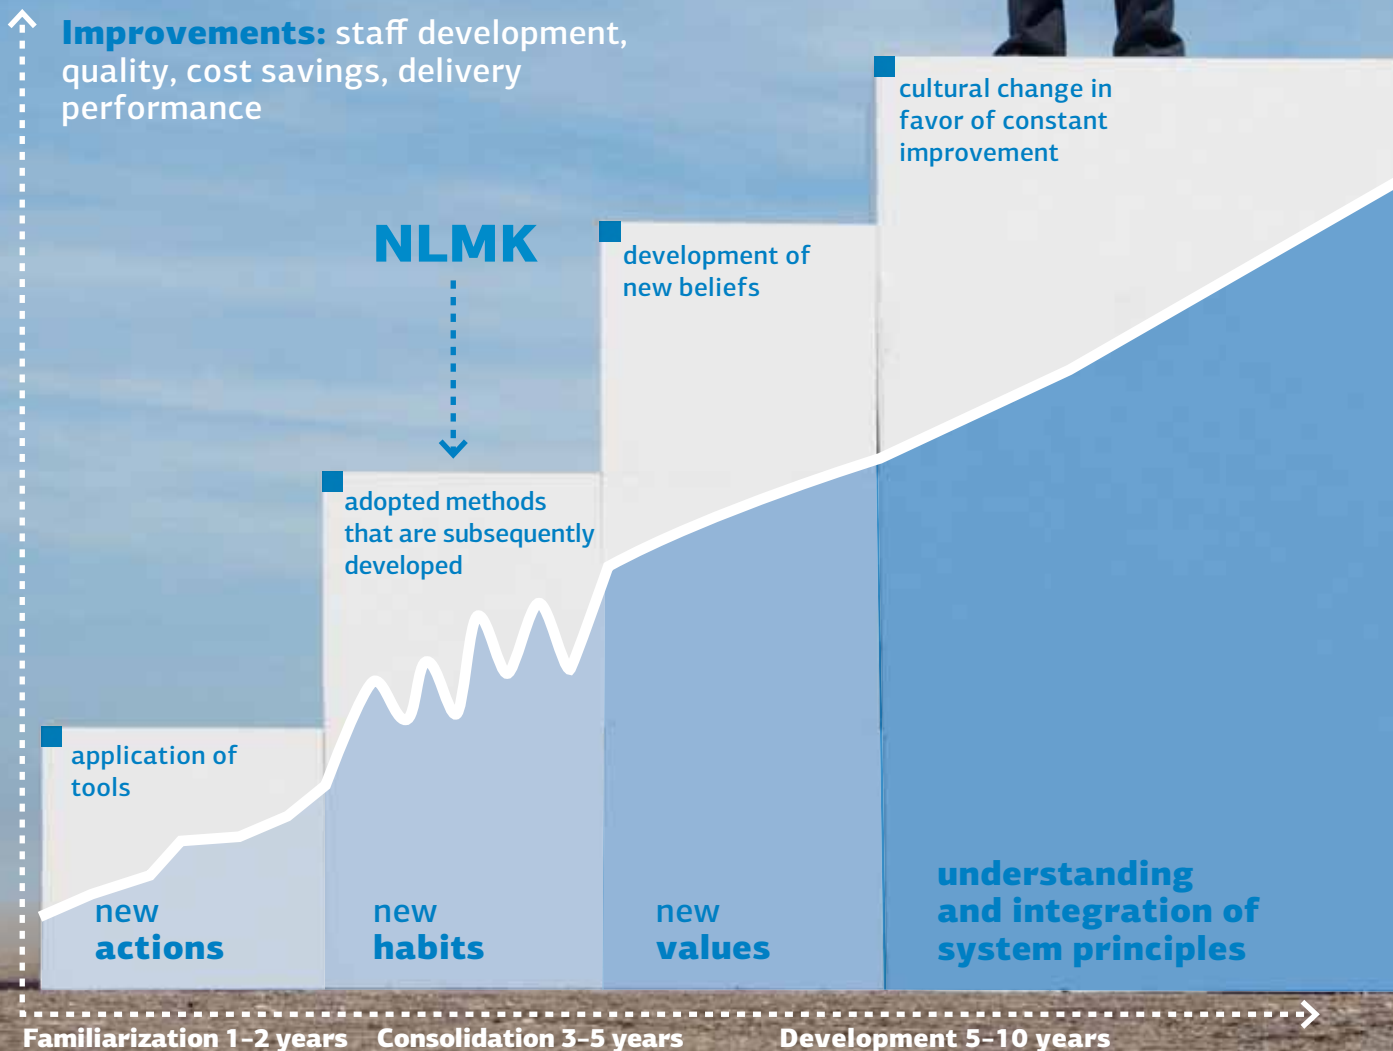 Improvements: staff development,
quality, cost savings, delivery
performance
cultural change in
favor of constant
improvement
NLMK
development of
new beliefs
adopted methods
that are subsequently
developed
application of
tools
new
actions
new
habits
new
values
understanding
and integration of
system principles
Familiarization 1–2 years
Consolidation 3–5 years
Development 5–10 years